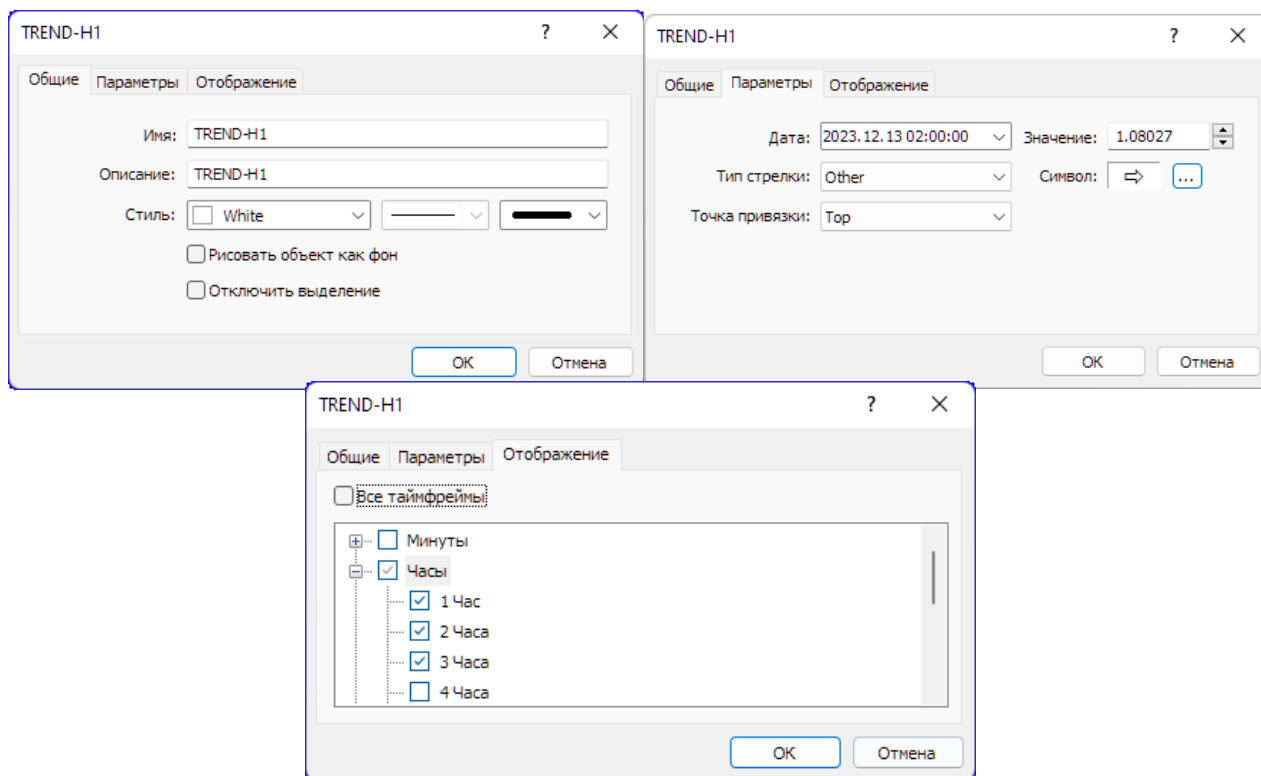 TREND-H1 ?
Общие Параметры Отображение
Имя: TREND-H1
Описание: TREND-H1
Стиль: White
Рисовать объект как фон
Отключить выделение
OK Отмена
TREND-H1 ?
Общие Параметры Отображение
Дата: 2023.12.13 02:00:00 Значение: 1.08027
Тип стрелки: Other Символ: ...
Точка привязки: Top
OK Отмена
TREND-H1 ?
Общие Параметры Отображение
Все таймфреймы
Минуты
Часы
1 Час
2 Часа
3 Часа
4 Часа
OK Отмена